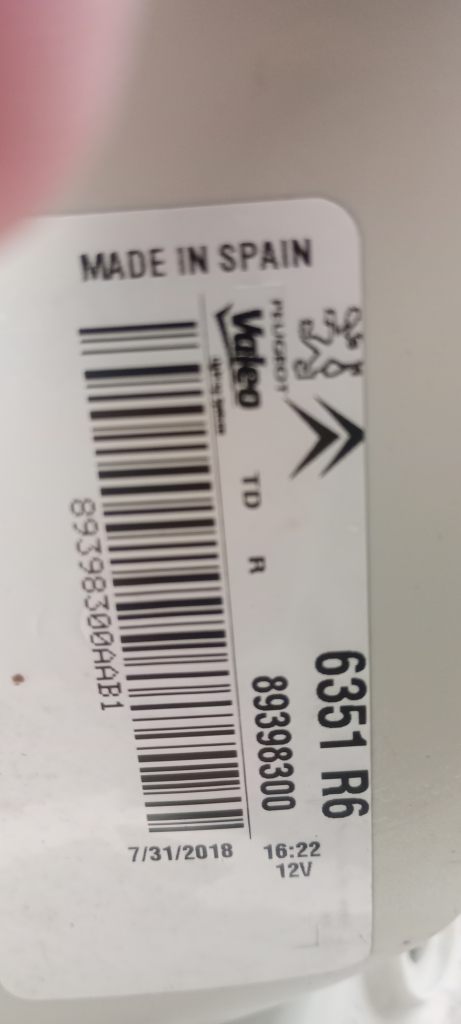 MADE IN SPAIN
PEUGEOT
Valeo
TD
R
6351 R6
89398300
89398300AAB1
7/31/2018
16:22
12V